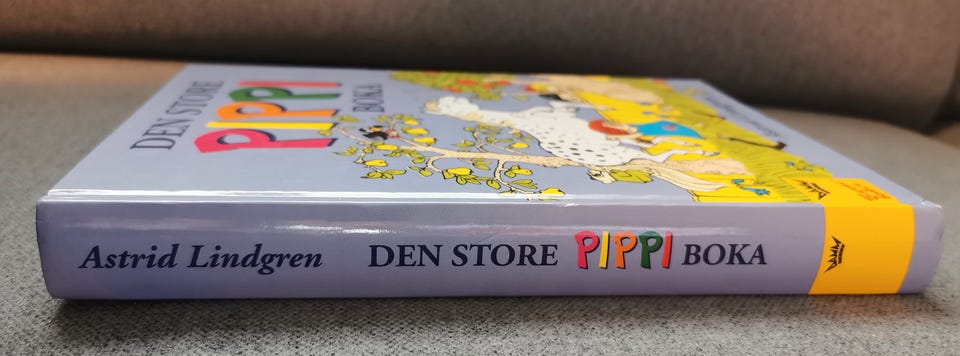 DEN STORE
PIPPI
BOKA
Astrid Lindgren DEN STORE PIPPI BOKA